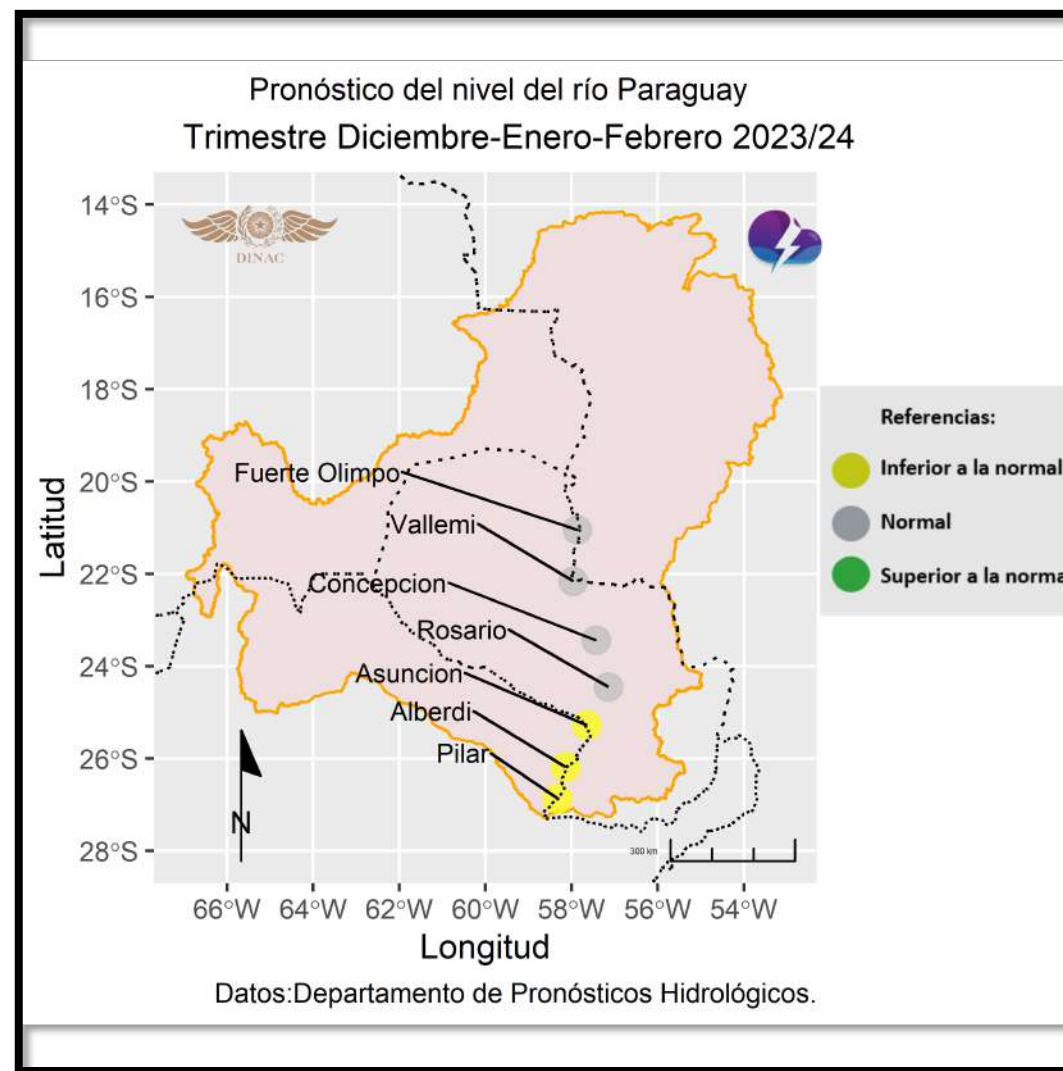 Pronóstico del nivel del río Paraguay
Trimestre Diciembre-Enero-Febrero 2023/24
14°S
16°S
18°S
20°S
22°S
24°S
26°S
28°S
Latitud
DINAC
Fuerte Olimpo
Vallemi
Concepcion
Rosario
Asuncion
Alberdi
Pilar
N
300 km
66°W 64°W 62°W 60°W 58°W 56°W 54°W
Longitud
Datos:Departamento de Pronósticos Hidrológicos.
Referencias:
Inferior a la normal
Normal
Superior a la norma